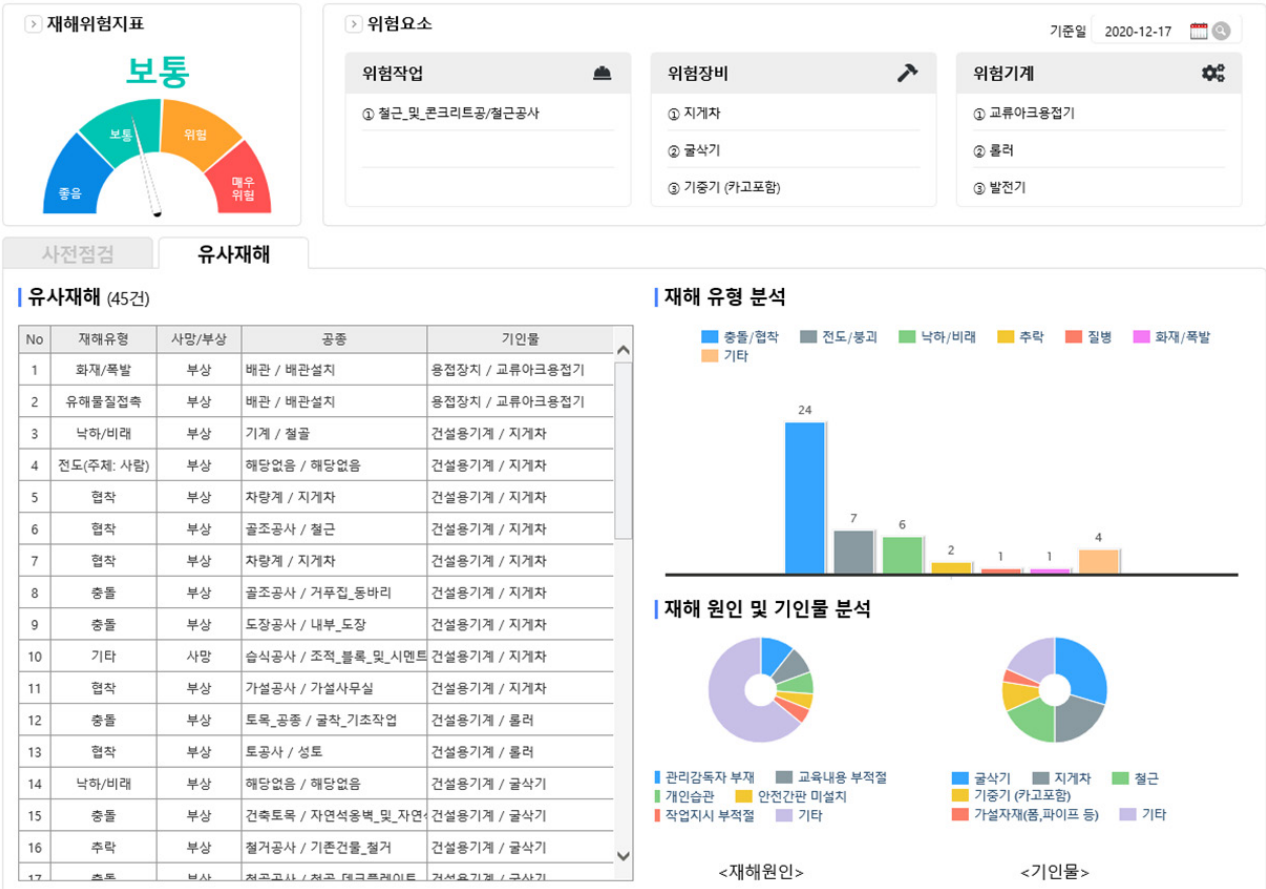 재해위험지표
보통
좋음
보통
위험
매우
위험
위험요소
기준일 2020-12-17
위험작업
① 철근_및_콘크리트공/철근공사
위험장비
① 지게차
② 굴삭기
③ 기중기 (카고포함)
위험기계
① 교류아크용접기
② 롤러
③ 발전기
사전점검 유사재해
유사재해 (45건)
No 재해유형 사망/부상 공종 기인물
1 화재/폭발 부상 배관 / 배관설치 용접장치 / 교류아크용접기
2 유해물질접촉 부상 배관 / 배관설치 용접장치 / 교류아크용접기
3 낙하/비래 부상 기계 / 철골 건설용기계 / 지게차
4 전도(주체: 사람) 부상 해당없음 / 해당없음 건설용기계 / 지게차
5 협착 부상 차량계 / 지게차 건설용기계 / 지게차
6 협착 부상 골조공사 / 철근 건설용기계 / 지게차
7 협착 부상 차량계 / 지게차 건설용기계 / 지게차
8 충돌 부상 골조공사 / 거푸집_동바리 건설용기계 / 지게차
9 충돌 부상 도장공사 / 내부_도장 건설용기계 / 지게차
10 기타 사망 습식공사 / 조적_블록_및_시멘트 건설용기계 / 지게차
11 협착 부상 가설공사 / 가설사무실 건설용기계 / 지게차
12 충돌 부상 토목_공종 / 굴착_기초작업 건설용기계 / 롤러
13 협착 부상 토공사 / 성토 건설용기계 / 롤러
14 낙하/비래 부상 해당없음 / 해당없음 건설용기계 / 굴삭기
15 충돌 부상 건축토목 / 자연석옹벽_및_자연 건설용기계 / 굴삭기
16 추락 부상 철거공사 / 기존건물_철거 건설용기계 / 굴삭기
17 충돌 부상 철골공사 / 철골_데크플레이트 건설용기계 / 굴삭기
재해 유형 분석
충돌/협착 전도/붕괴 낙하/비래 추락 질병 화재/폭발
기타
24
7
6
2
1
1
4
재해 원인 및 기인물 분석
관리감독자 부재 교육내용 부적절
개인습관 안전간판 미설치
작업지시 부적절 기타
<재해원인>
굴삭기 지게차 철근
기중기 (카고포함)
가설자재(폼,파이프 등) 기타
<기인물>